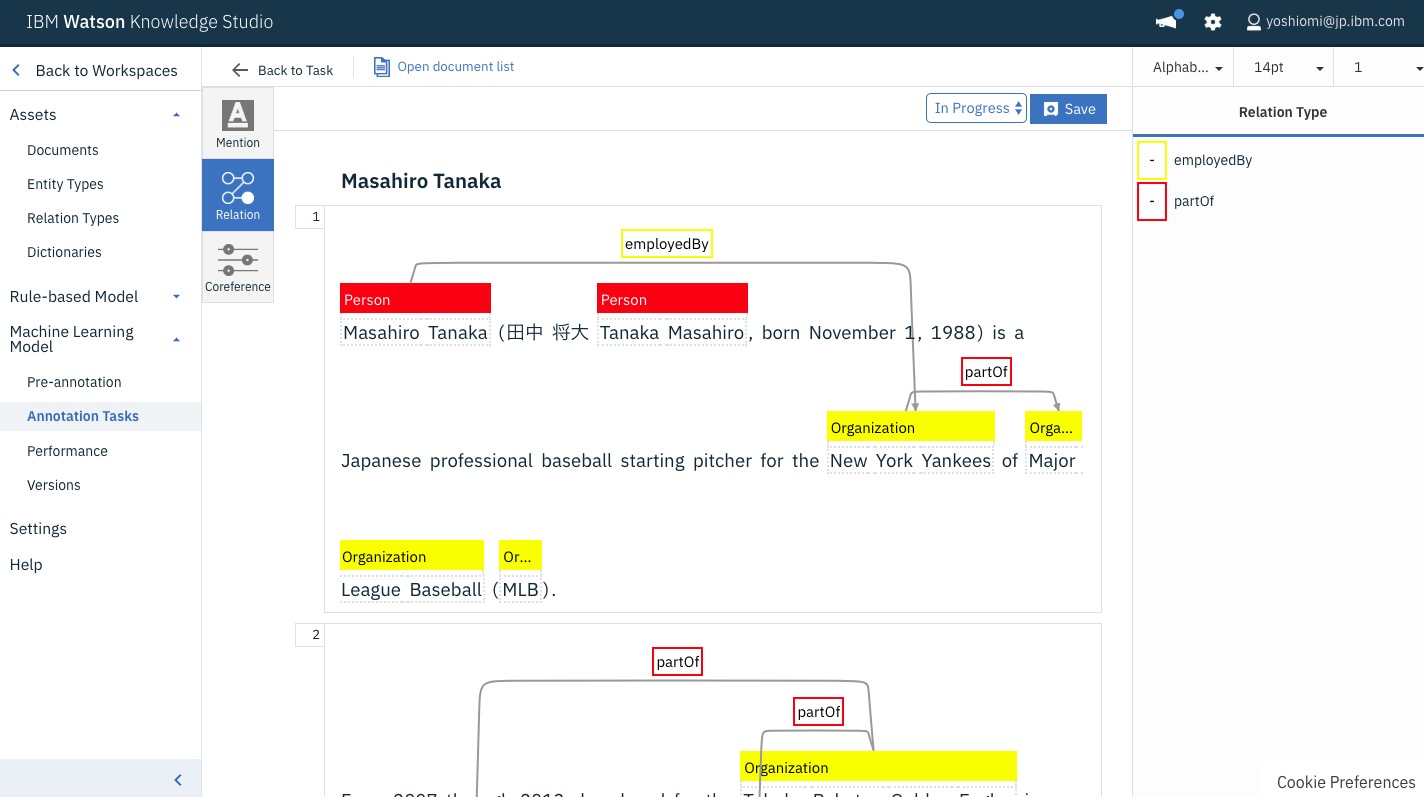 IBM Watson Knowledge Studio
yoshiomi@jp.ibm.com
Back to Workspaces
Back to Task
Open document list
Alphab...
14pt
1
Assets
Documents
Entity Types
Relation Types
Dictionaries
Rule-based Model
Machine Learning
Model
Pre-annotation
Annotation Tasks
Performance
Versions
Settings
Help
A
Mention
Relation
Coreference
In Progress
Save
Relation Type
- employedBy
- partOf
Masahiro Tanaka
1
employedBy
Person
Person
Masahiro Tanaka (田中 将大 Tanaka Masahiro, born November 1, 1988) is a
partOf
Organization
Orga...
Japanese professional baseball starting pitcher for the New York Yankees of Major
Organization
Or...
League Baseball (MLB).
2
partOf
partOf
Organization
Cookie Preferences